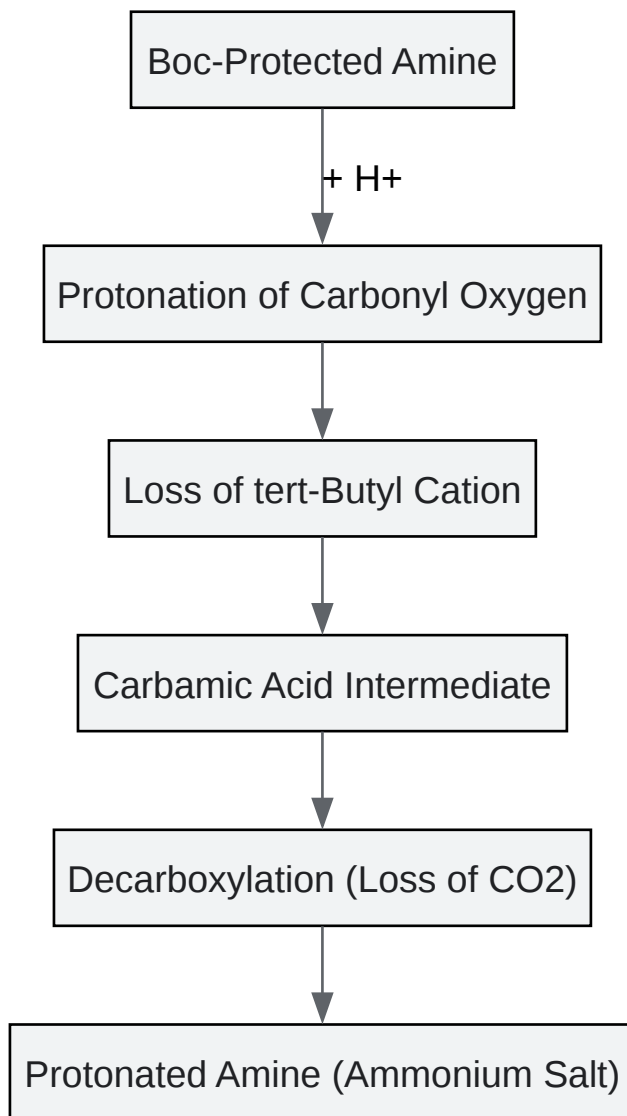 Boc-Protected Amine
+ H+
Protonation of Carbonyl Oxygen
Loss of tert-Butyl Cation
Carbamic Acid Intermediate
Decarboxylation (Loss of CO2)
Protonated Amine (Ammonium Salt)